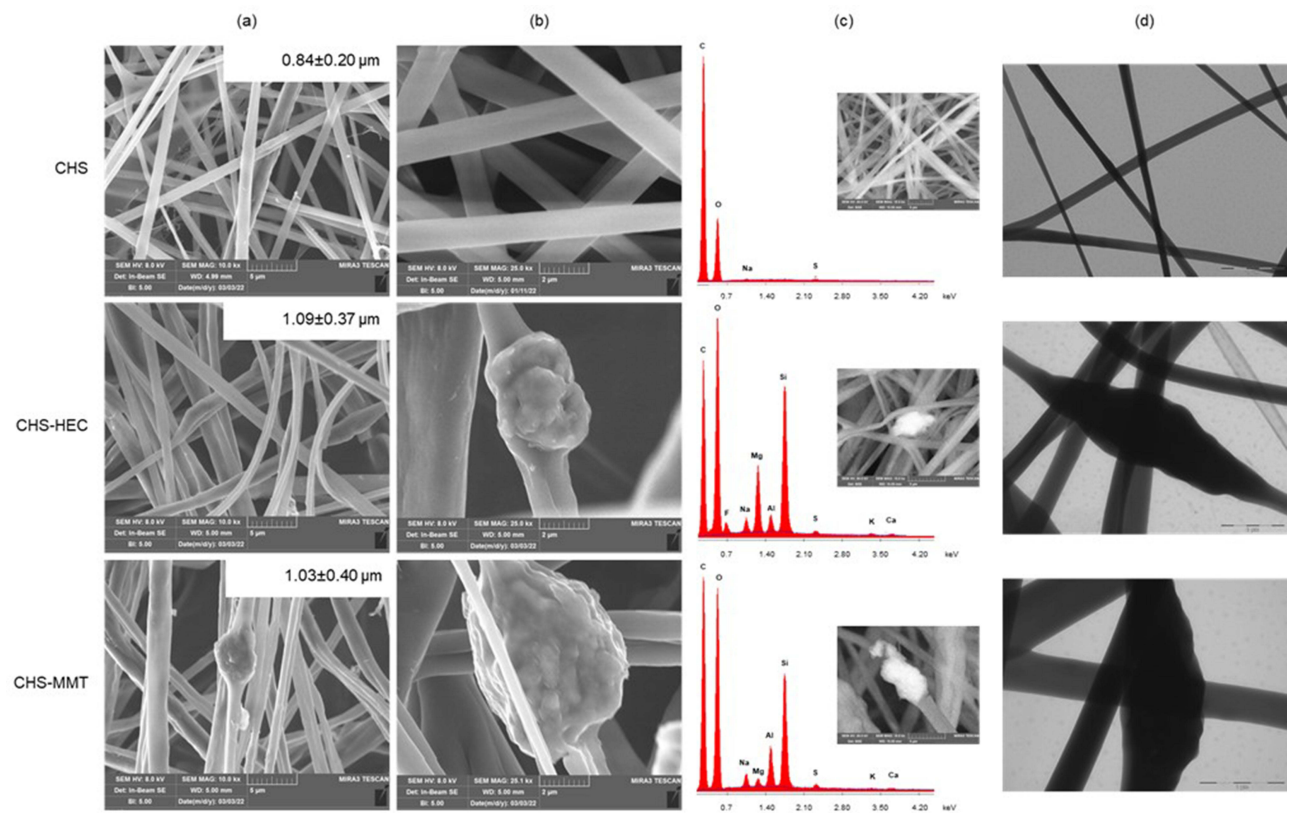 (a) (b) (c) (d)
CHS
0.84±0.20 µm
SEM HV: 8.0 kV SEM MAG: 10.0 kx
Det: In-Beam SE WD: 4.99 mm 5 µm MIRA3 TESCAN
BI: 5.00 Date(m/d/y): 03/03/22
SEM HV: 8.0 kV SEM MAG: 25.0 kx
Det: In-Beam SE WD: 5.00 mm 2 µm MIRA3 TESCAN
BI: 5.00 Date(m/d/y): 01/11/22
C
O
Na S
0.7 1.40 2.10 2.80 3.50 4.20 keV
CHS-HEC
1.09±0.37 µm
SEM HV: 8.0 kV SEM MAG: 10.0 kx
Det: In-Beam SE WD: 5.00 mm 5 µm MIRA3 TESCAN
BI: 5.00 Date(m/d/y): 03/03/22
SEM HV: 8.0 kV SEM MAG: 25.0 kx
Det: In-Beam SE WD: 5.00 mm 2 µm MIRA3 TESCAN
BI: 5.00 Date(m/d/y): 03/03/22
O
C
Si
Mg
F Na Al S K Ca
0.7 1.40 2.10 2.80 3.50 4.20 keV
CHS-MMT
1.03±0.40 µm
SEM HV: 8.0 kV SEM MAG: 10.0 kx
Det: In-Beam SE WD: 5.00 mm 5 µm MIRA3 TESCAN
BI: 5.00 Date(m/d/y): 03/03/22
SEM HV: 8.0 kV SEM MAG: 25.1 kx
Det: In-Beam SE WD: 5.00 mm 2 µm MIRA3 TESCAN
BI: 5.00 Date(m/d/y): 03/03/22
C O
Si
Al
Na Mg S K Ca
0.7 1.40 2.10 2.80 3.50 4.20 keV